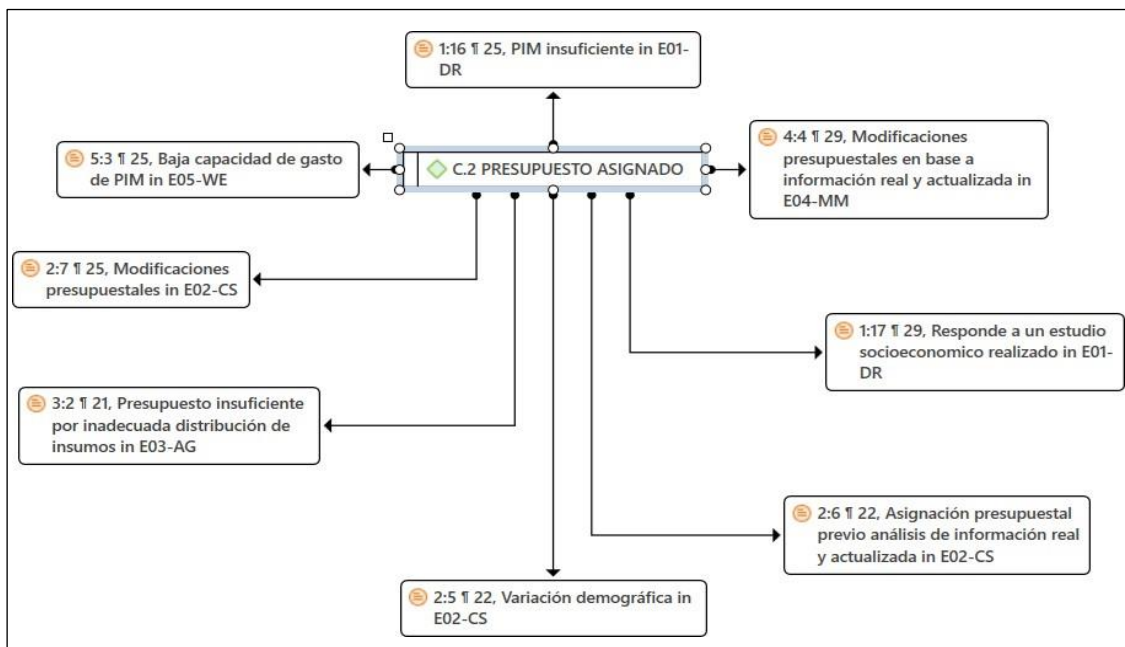 1:16 ¶ 25, PIM insuficiente in E01-
DR
5:3 ¶ 25, Baja capacidad de gasto
de PIM in E05-WE
C.2 PRESUPUESTO ASIGNADO
4:4 ¶ 29, Modificaciones
presupuestales en base a
información real y actualizada in
E04-MM
2:7 ¶ 25, Modificaciones
presupuestales in E02-CS
1:17 ¶ 29, Responde a un estudio
socioeconomico realizado in E01-
DR
3:2 ¶ 21, Presupuesto insuficiente
por inadecuada distribución de
insumos in E03-AG
2:6 ¶ 22, Asignación presupuestal
previo análisis de información real
y actualizada in E02-CS
2:5 ¶ 22, Variación demográfica in
E02-CS